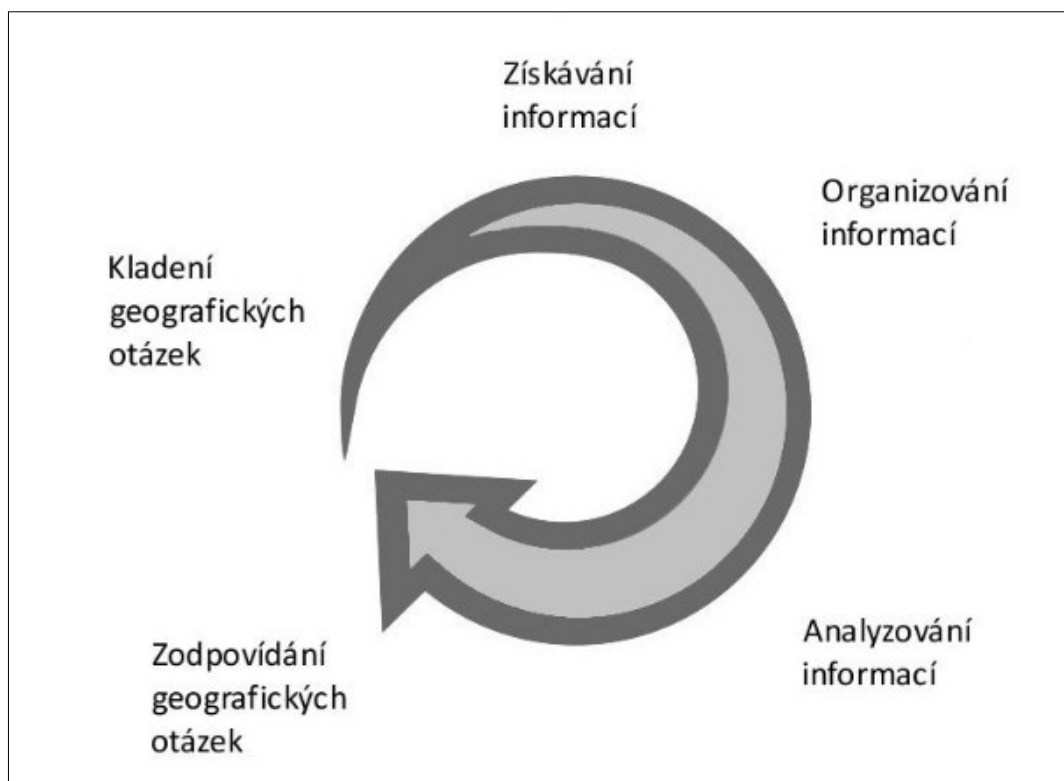 Získávání
informací
Organizování
informací
Kladení
geografických
otázek
Analyzování
informací
Zodpovídání
geografických
otázek